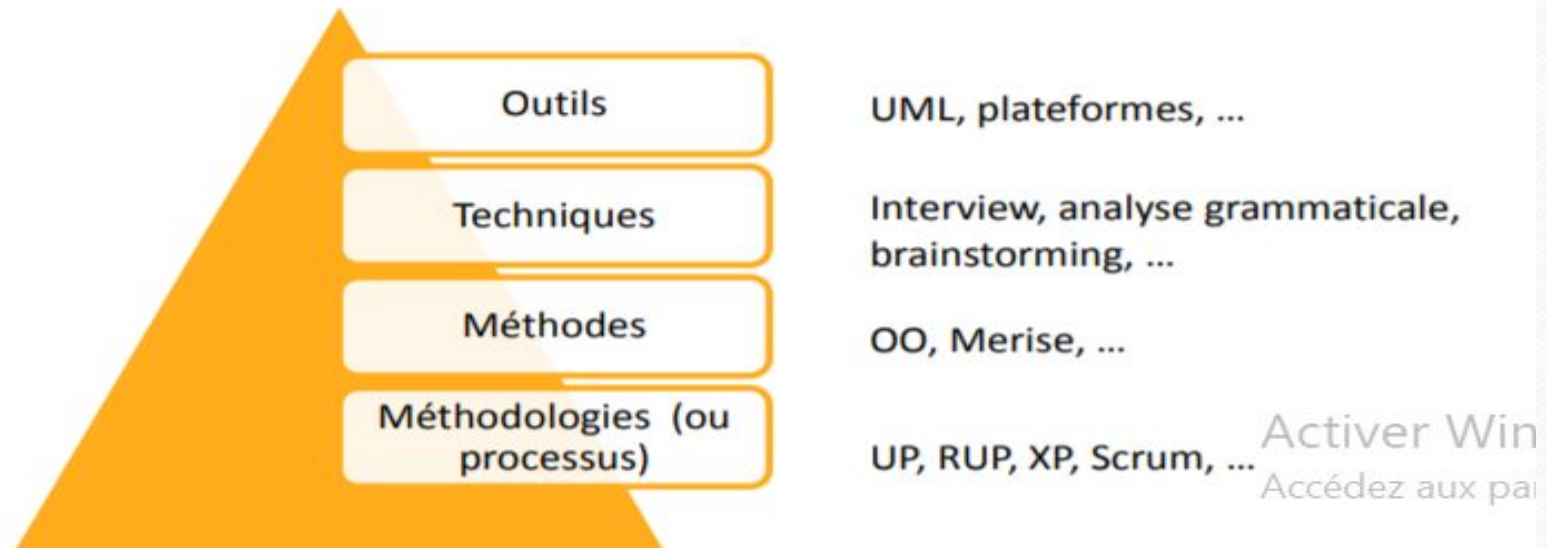 Outils
UML, plateformes, ...
Techniques
Interview, analyse grammaticale,
brainstorming, ...
Méthodes
OO, Merise, ...
Méthodologies (ou
processus)
UP, RUP, XP, Scrum, ...
Activer Win
Accédez aux pa